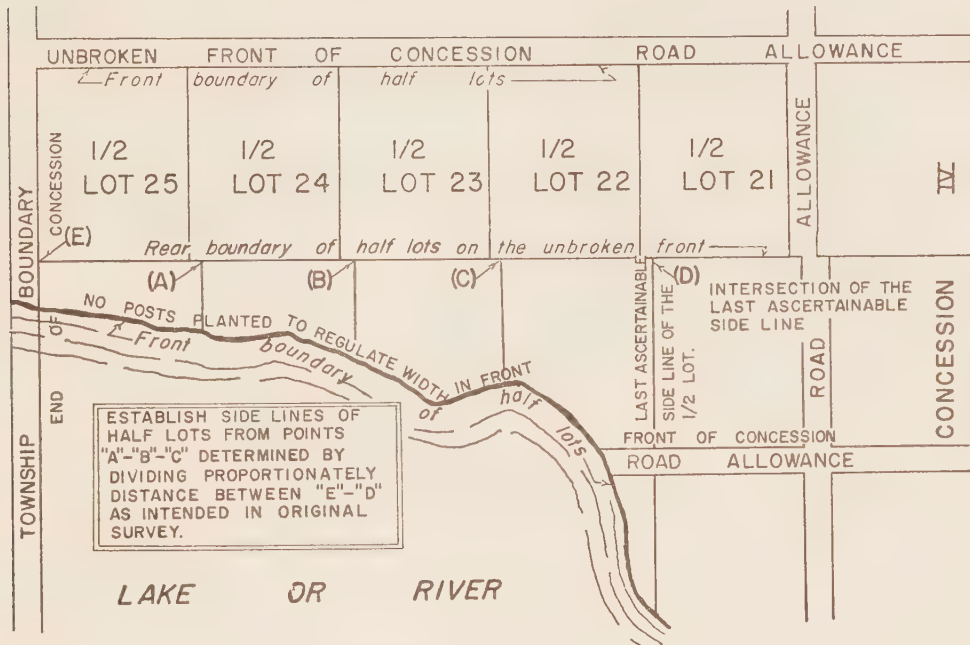 UNBROKEN FRONT OF CONCESSION ROAD ALLOWANCE
Front boundary of half lots
1/2
LOT 25
1/2
LOT 24
1/2
LOT 23
1/2
LOT 22
1/2
LOT 21
ALLOWANCE
IV
CONCESSION
BOUNDARY
(E)
Rear boundary of half lots on the unbroken front
(A)
(B)
(C)
(D)
INTERSECTION OF THE
LAST ASCERTAINABLE
SIDE LINE
LAST ASCERTAINABLE
SIDE LINE OF THE
1/2 LOT.
ROAD
CONCESSION
NO POSTS PLANTED TO REGULATE WIDTH IN FRONT
Front boundary of half lots
OF
END
TOWNSHIP
ESTABLISH SIDE LINES OF
HALF LOTS FROM POINTS
"A"-"B"-"C" DETERMINED BY
DIVIDING PROPORTIONATELY
DISTANCE BETWEEN "E"-"D"
AS INTENDED IN ORIGINAL
SURVEY.
FRONT OF CONCESSION
ROAD ALLOWANCE
LAKE OR RIVER